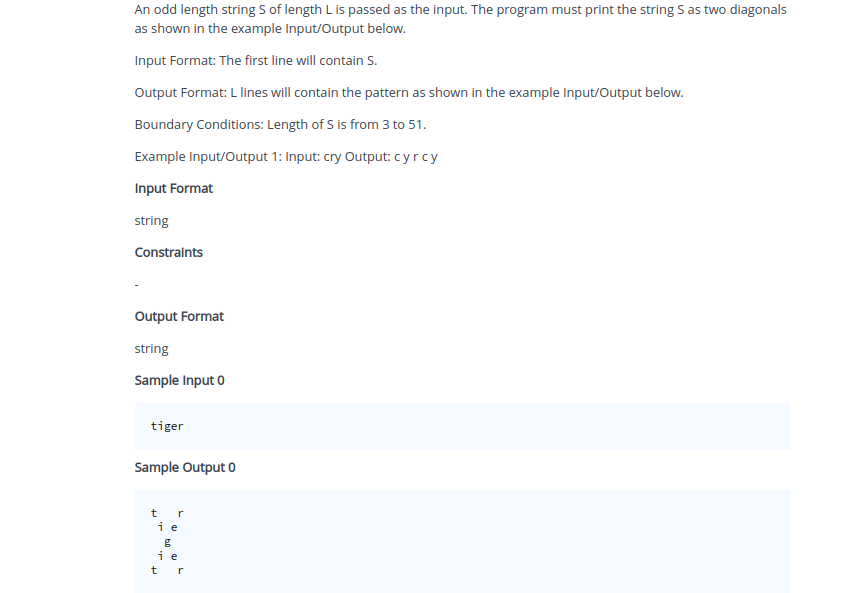 An odd length string S of length L is passed as the input. The program must print the string S as two diagonals
as shown in the example Input/Output below.
Input Format: The first line will contain S.
Output Format: L lines will contain the pattern as shown in the example Input/Output below.
Boundary Conditions: Length of S is from 3 to 51.
Example Input/Output 1: Input: cry Output: c y r c y
Input Format
string
Constraints
-
Output Format
string
Sample Input 0
tiger
Sample Output 0
t   r
 i e
  g
 i e
t   r